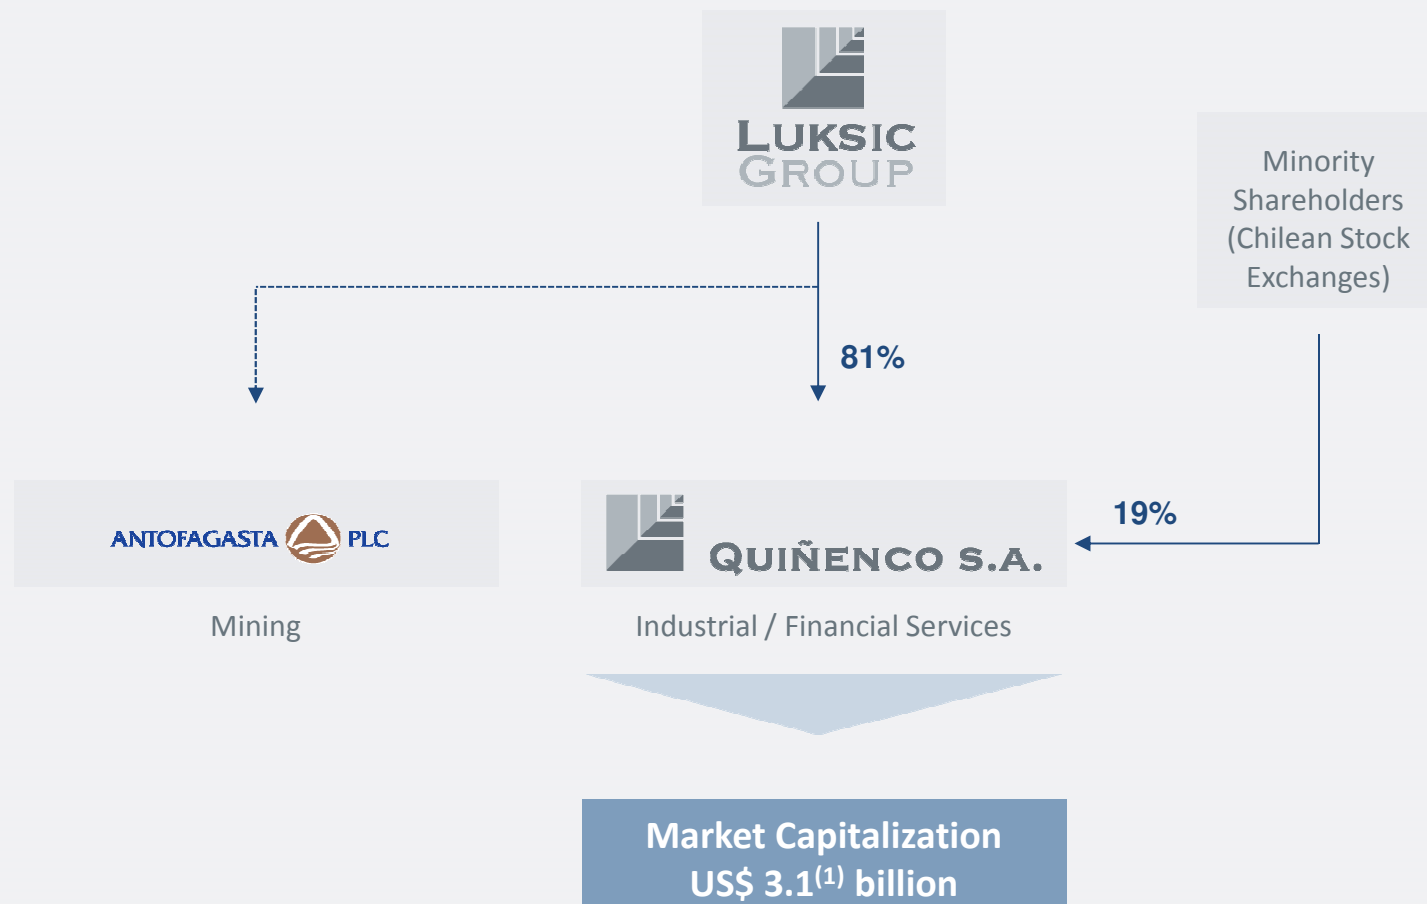 LUKSIC
GROUP
Minority
Shareholders
(Chilean Stock
Exchanges)
81%
19%
ANTOFAGASTA PLC
QUIÑENCO S.A.
Mining
Industrial / Financial Services
Market Capitalization
US$ 3.1(1) billion